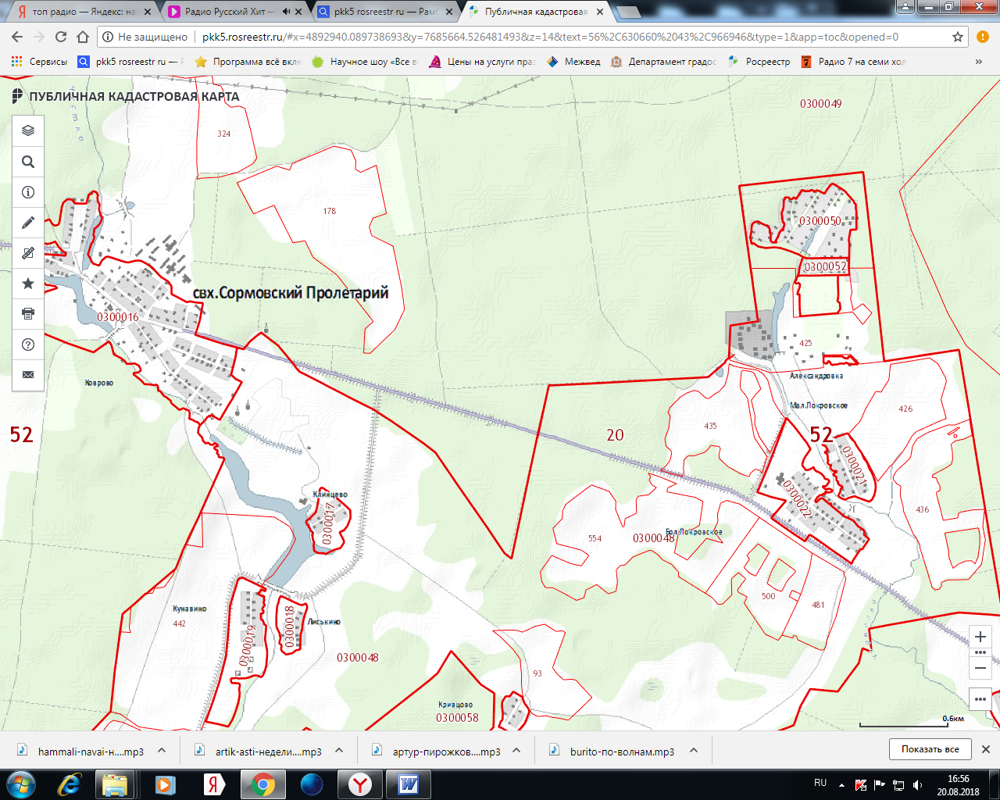 топ радио — Яндекс: на
Радио Русский Хит —
pkk5 rosreestr ru — Рам
Публичная кадастровая
Не защищено
pkk5.rosreestr.ru/#x=4892940.089738693&y=7685664.526481493&z=14&text=56%2C630660%2043%2C966946&type=1&app=toc&opened=0
Сервисы
pkk5 rosreestr ru — Р
Программа всё вклю
Научное шоу «Все в
Цены на услуги праз
Межвед
Департамент градос
Росреестр
Радио 7 на семи хол
»
ПУБЛИЧНАЯ КАДАСТРОВАЯ КАРТА
0300049
324
178
0300050
0300052
свх.Сормовский Пролетарий
0300016
425
Коврово
Александровка
Мал.Покровское
426
435
52
20
52
0300021
Клинцево
0300022
0300017
436
554
0300048
Бол.Покровское
500
481
Кунавино
442
0300019
0300018
Лиськино
0300048
93
Кривцово
0300058
0.6км
hammali-navai-н....mp3
artik-asti-недели....mp3
артур-пирожков....mp3
burito-по-волнам.mp3
Показать все
RU
16:56
20.08.2018